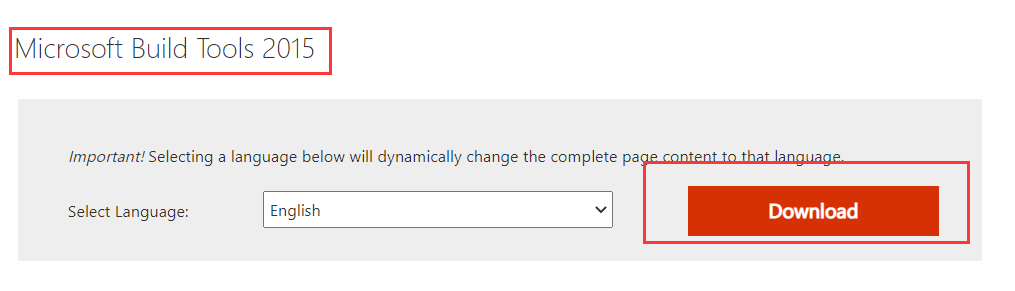 Microsoft Build Tools 2015
Important! Selecting a language below will dynamically change the complete page content to that language.
Select Language:
English
Download